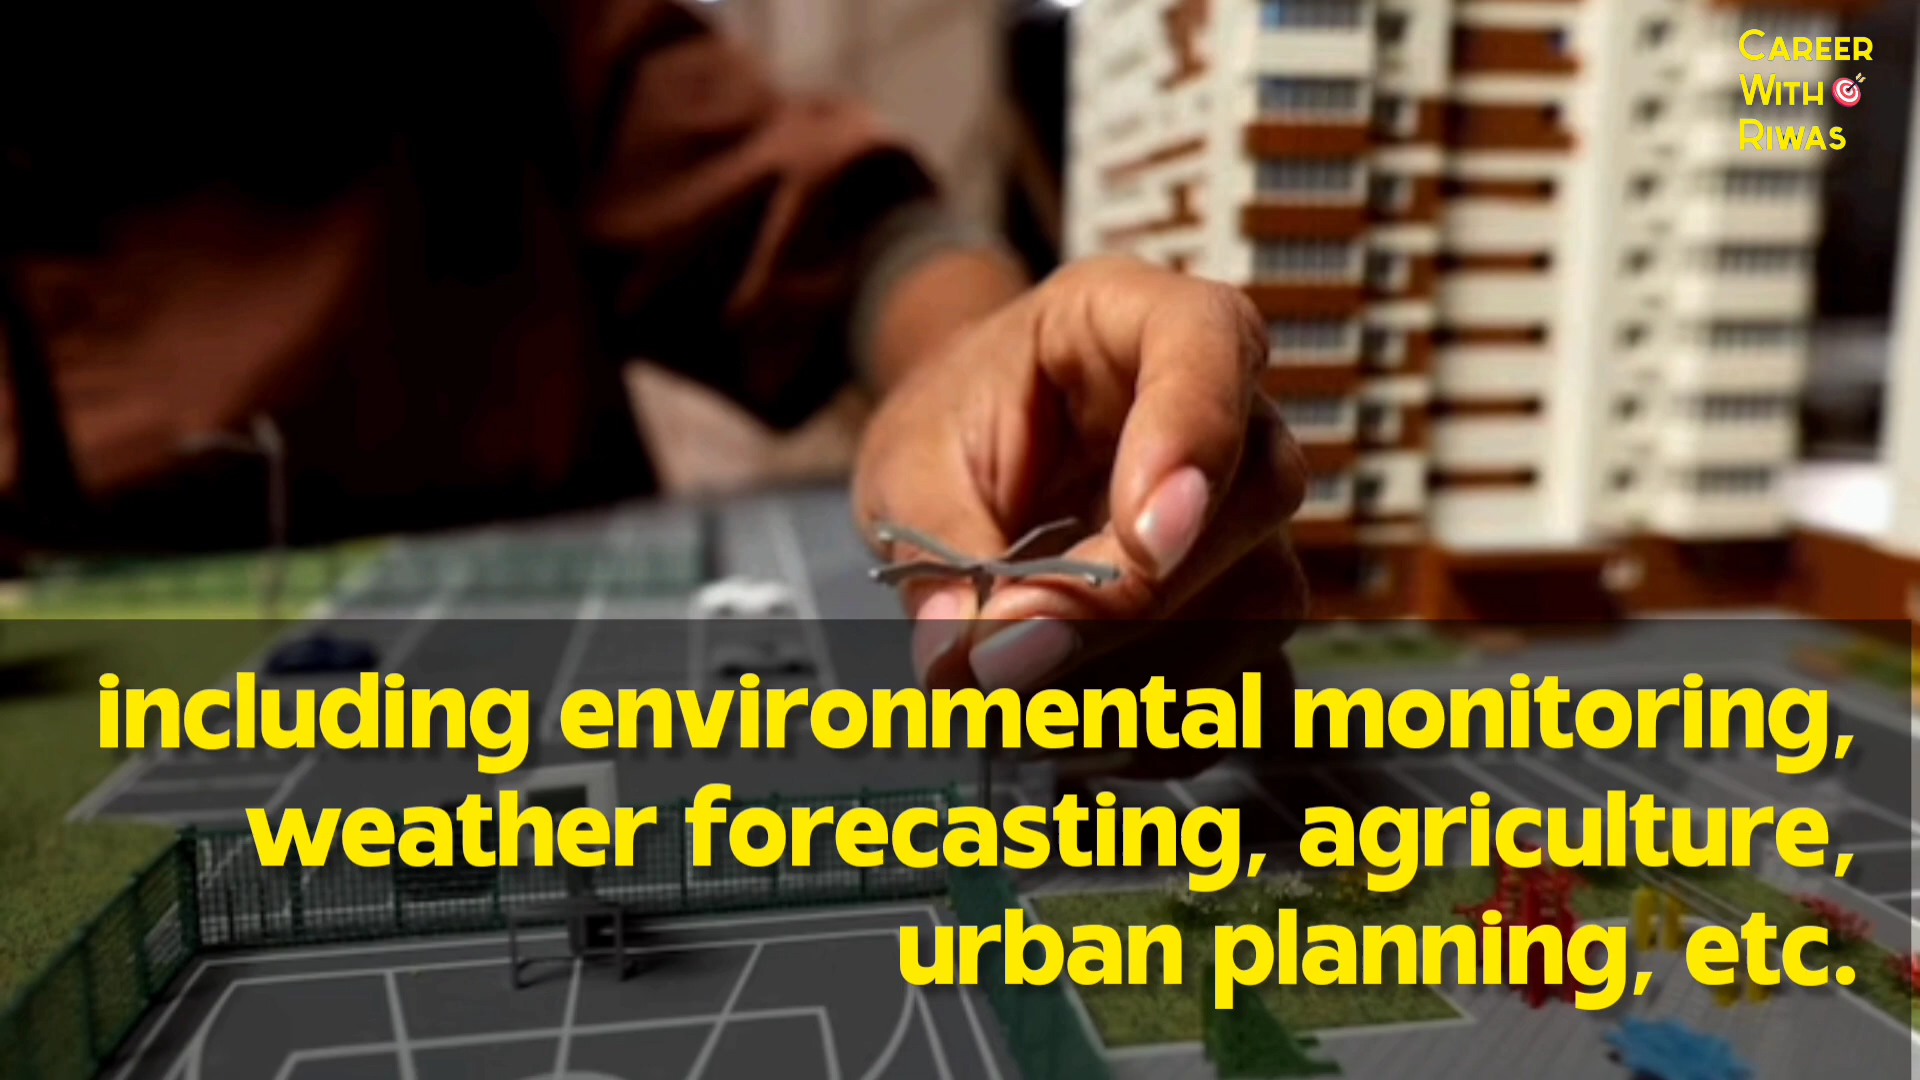 CAREER
WITH
RIWAS
including environmental monitoring,
weather forecasting, agriculture,
urban planning, etc.